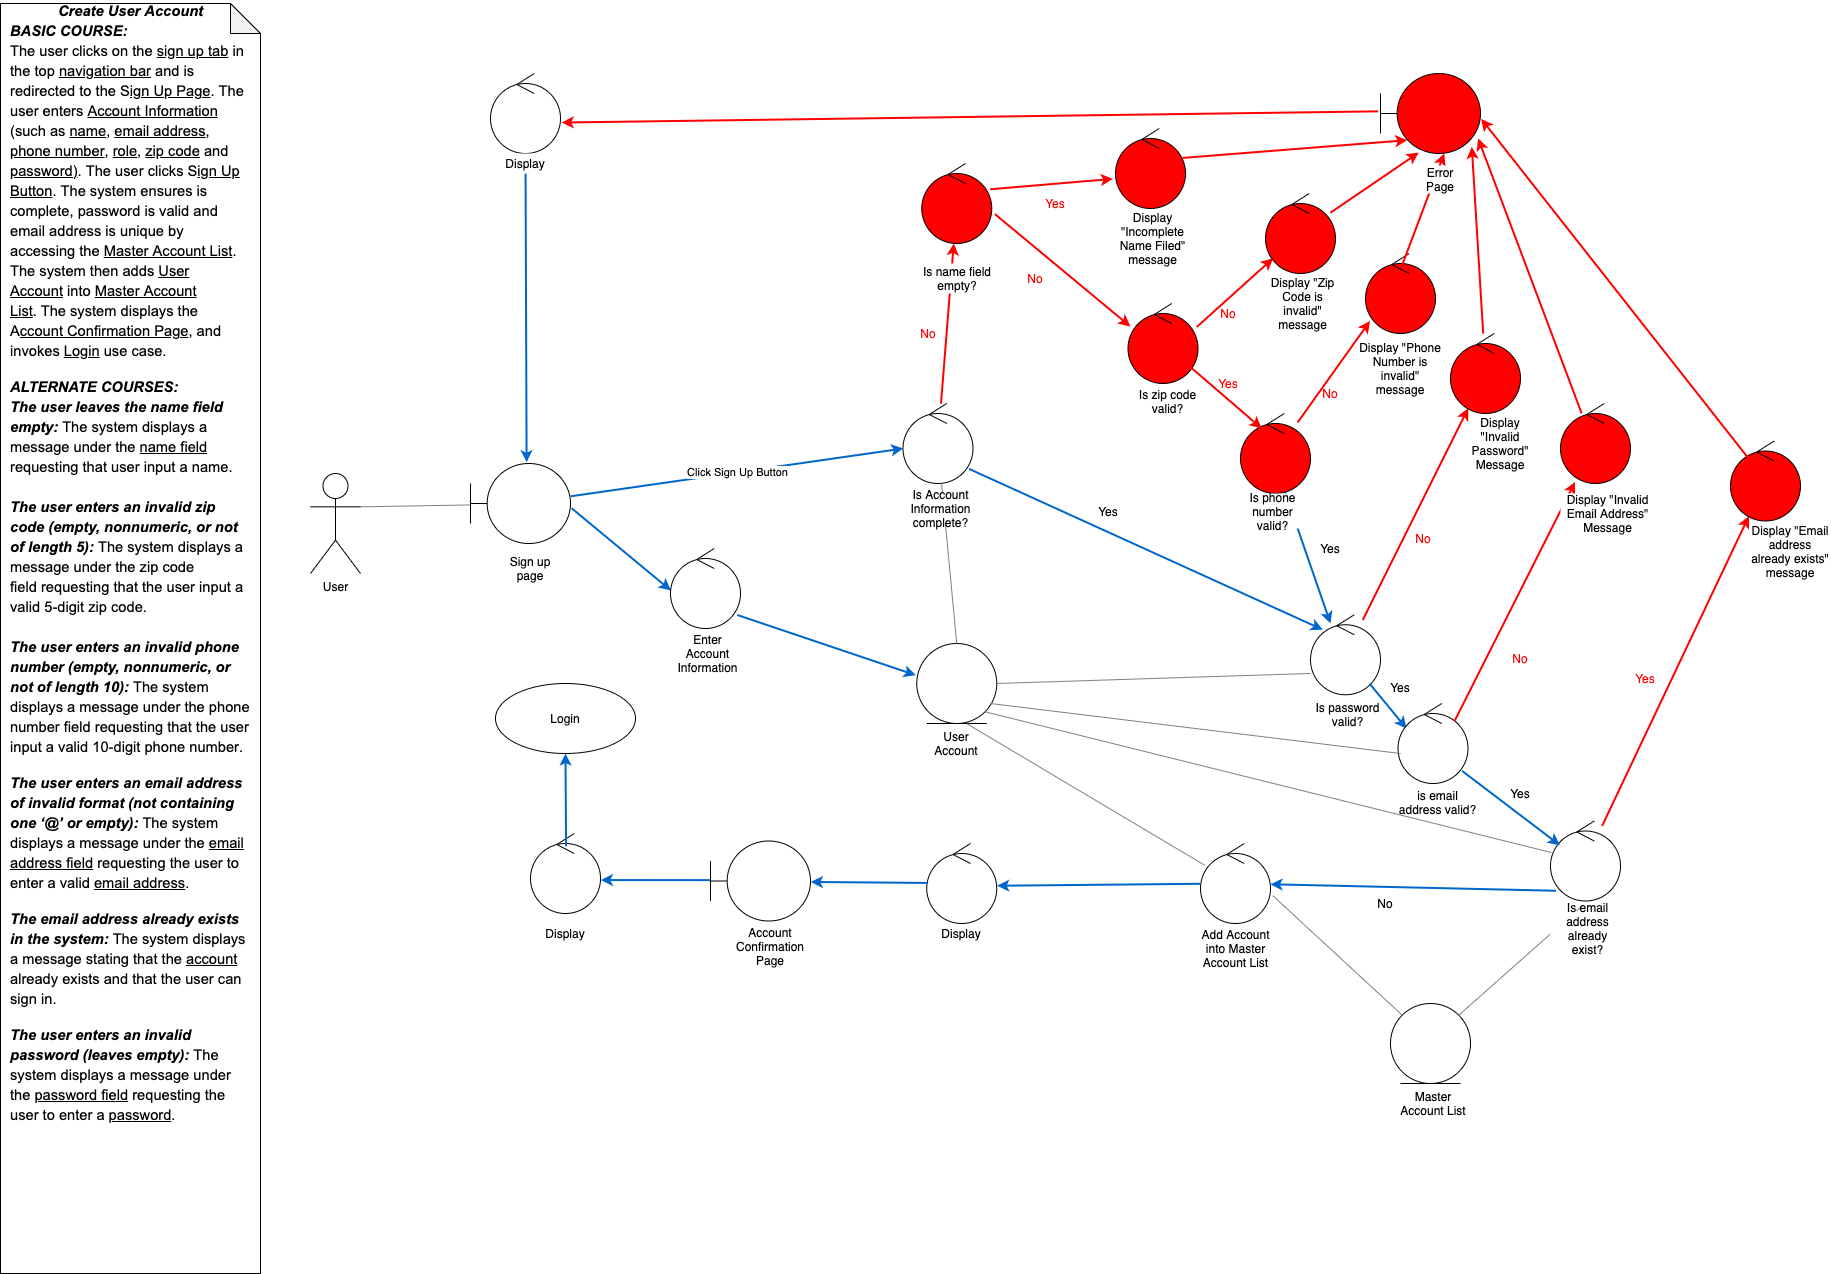 Create User Account
BASIC COURSE:
The user clicks on the sign up tab in
the top navigation bar and is
redirected to the Sign Up Page. The
user enters Account Information
(such as name, email address,
phone number, role, zip code and
password). The user clicks Sign Up
Button. The system ensures is
complete, password is valid and
email address is unique by
accessing the Master Account List.
The system then adds User
Account into Master Account
List. The system displays the
Account Confirmation Page, and
invokes Login use case.
ALTERNATE COURSES:
The user leaves the name field
empty: The system displays a
message under the name field
requesting that user input a name.
The user enters an invalid zip
code (empty, nonnumeric, or not
of length 5): The system displays a
message under the zip code
field requesting that the user input a
valid 5-digit zip code.
The user enters an invalid phone
number (empty, nonnumeric, or
not of length 10): The system
displays a message under the phone
number field requesting that the user
input a valid 10-digit phone number.
The user enters an email address
of invalid format (not containing
one ‘@’ or empty): The system
displays a message under the email
address field requesting the user to
enter a valid email address.
The email address already exists
in the system: The system displays
a message stating that the account
already exists and that the user can
sign in.
The user enters an invalid
password (leaves empty): The
system displays a message under
the password field requesting the
user to enter a password.
Display
Error
Page
Yes
Display
"Incomplete
Name Filed"
message
Is name field
empty?
No
Display "Zip
Code is
invalid"
message
No
No
Is zip code
valid?
Yes
Display "Phone
Number is
invalid"
message
No
Display
"Invalid
Password"
Message
Click Sign Up Button
Is Account
Information
complete?
Yes
Is phone
number
valid?
Yes
No
Display "Invalid
Email Address"
Message
Display "Email
address
already exists"
message
User
Sign up
page
Enter
Account
Information
No
Yes
Login
User
Account
Is password
valid?
Yes
is email
address valid?
Yes
Display
Account
Confirmation
Page
Display
Add Account
into Master
Account List
No
Is email
address
already
exist?
Master
Account List